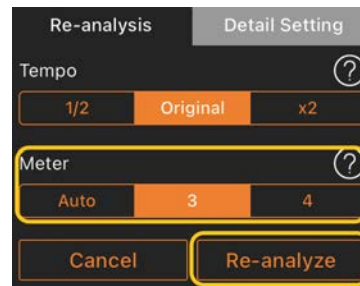 Re-analysis Detail Setting
Tempo ?
1/2 Original x2
Meter ?
Auto 3 4
Cancel Re-analyze